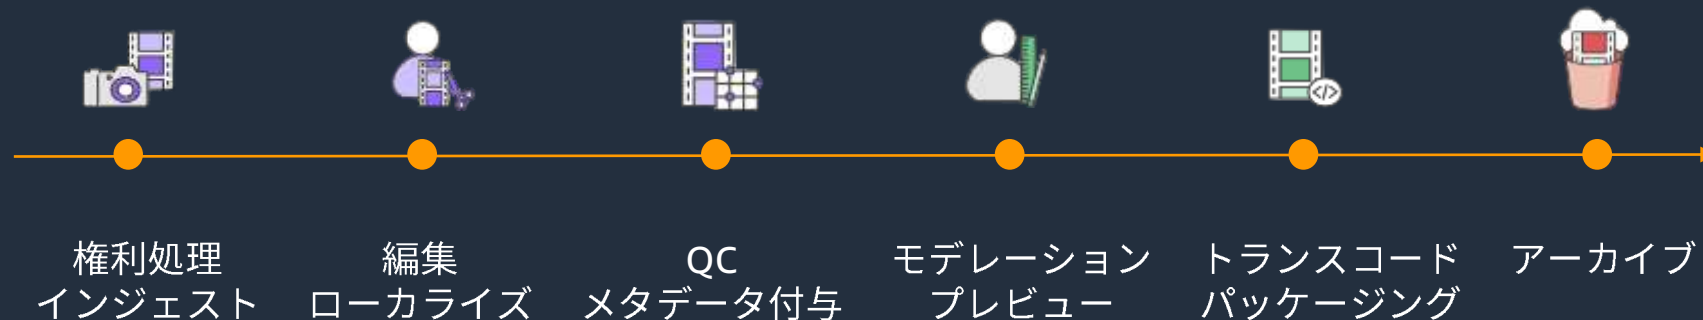 権利処理
インジェスト
編集
ローカライズ
QC
メタデータ付与
モデレーション
プレビュー
トランスコード
パッケージング
アーカイブ